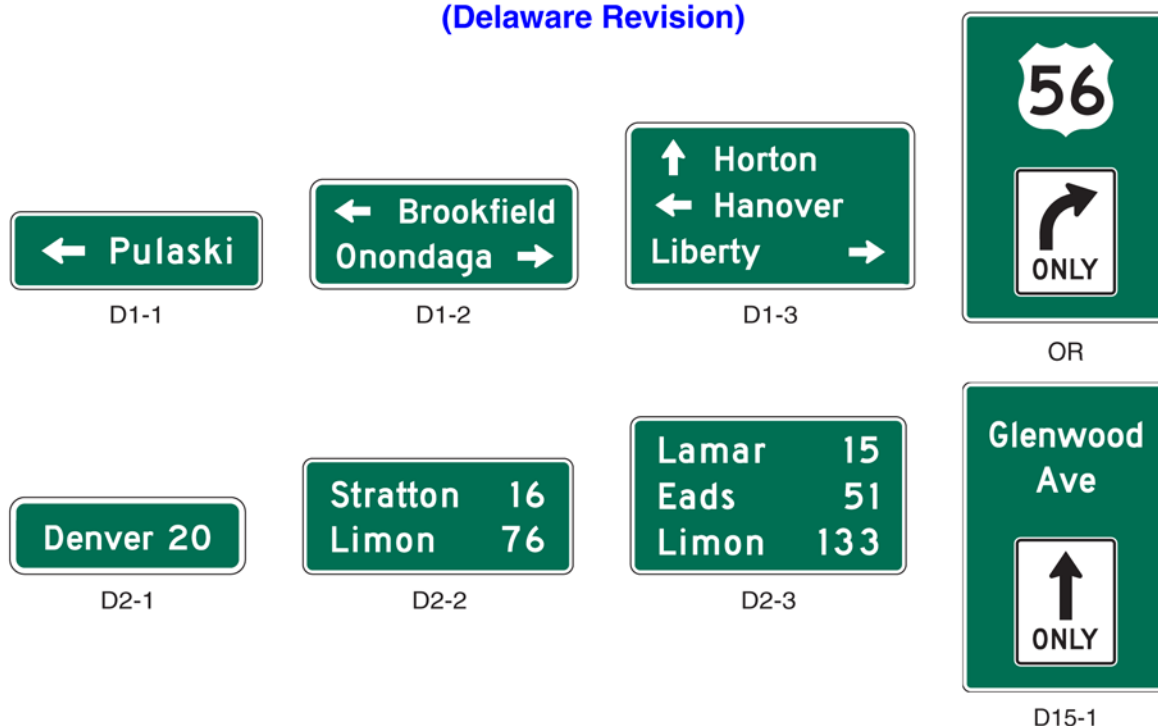 (Delaware Revision)
← Pulaski
D1-1
← Brookfield
Onondaga →
D1-2
↑ Horton
← Hanover
Liberty →
D1-3
56
ONLY
OR
Denver 20
D2-1
Stratton 16
Limon 76
D2-2
Lamar 15
Eads 51
Limon 133
D2-3
Glenwood
Ave
ONLY
D15-1